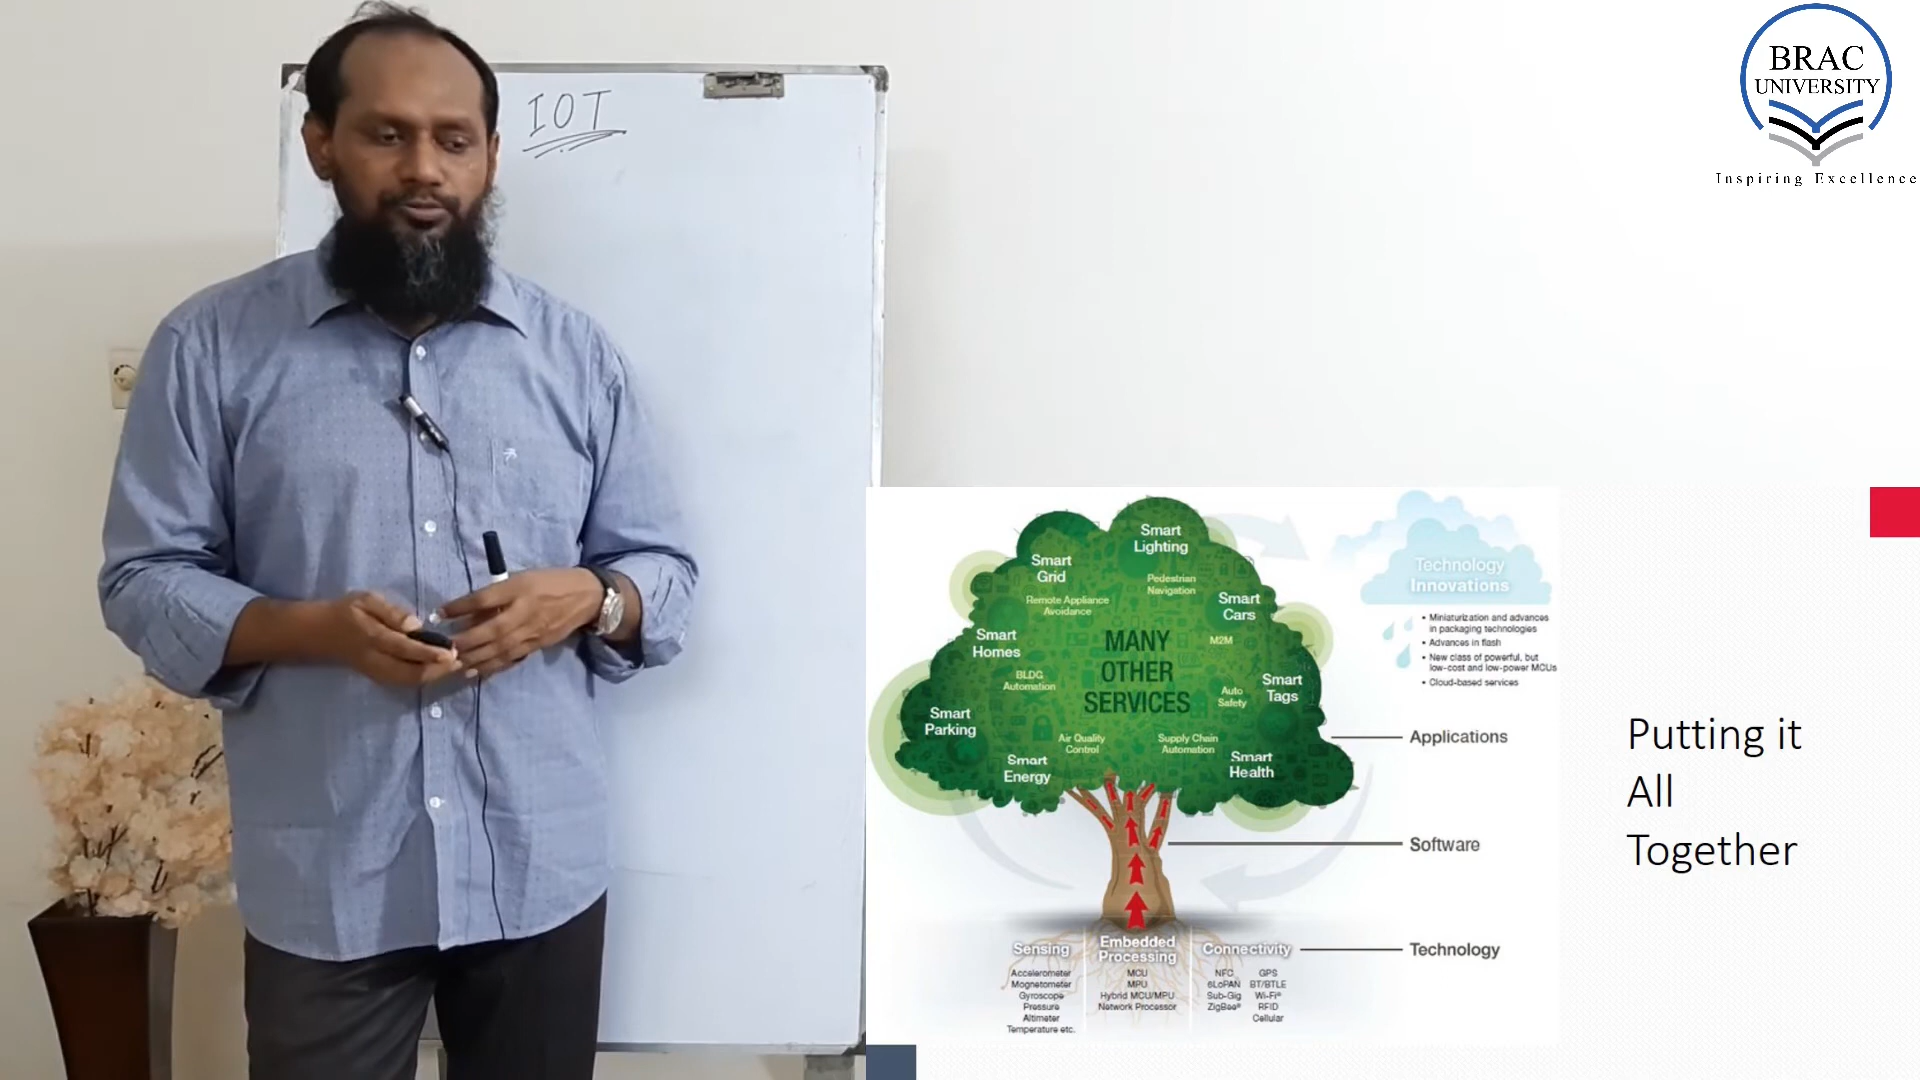 IOT
BRAC
UNIVERSITY
Inspiring Excellence
Smart
Lighting
Smart
Grid
Pedestrian
Navigation
Remote Appliance
Avoidance
Smart
Cars
Smart
Homes
M2M
MANY
OTHER
SERVICES
BLDG
Automation
Smart
Tags
Auto
Safety
Smart
Parking
Air Quality
Control
Supply Chain
Automation
Smart
Energy
Smart
Health
Technology
Innovations
• Miniaturization and advances
in packaging technologies
• Advances in flash
• New class of powerful, but
low-cost and low-power MCUs
• Cloud-based services
Applications
Software
Technology
Sensing
Accelerometer
Mognetometer
Gyroscope
Pressure
Altimeter
Temperature etc.
Embedded
Processing
MCU
MPU
Hybrid MCU/MPU
Network Processor
Connectivity
NFC GPS
6LoPAN BT/BTLE
Sub-Gig Wi-Fi®
ZigBee® RFID
Cellular
Putting it
All
Together